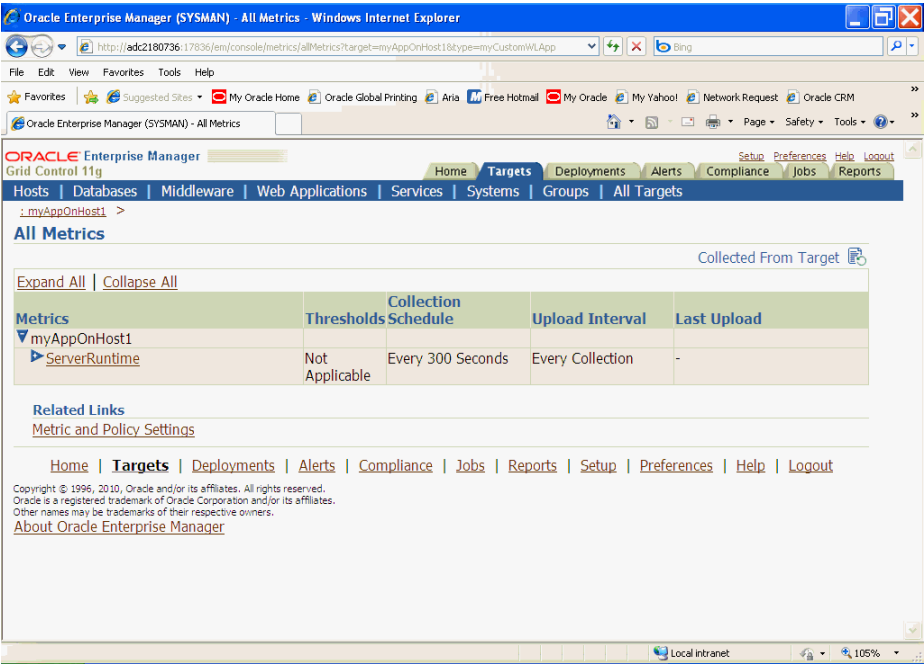 Oracle Enterprise Manager (SYSMAN) - All Metrics - Windows Internet Explorer
http://adc2180736:17836/em/console/metrics/allMetrics?target=myAppOnHost1&type=myCustomWLApp
Bing
File Edit View Favorites Tools Help
Favorites Suggested Sites My Oracle Home Oracle Global Printing Aria Free Hotmail My Oracle My Yahoo! Network Request Oracle CRM »
Oracle Enterprise Manager (SYSMAN) - All Metrics Page Safety Tools »
ORACLE Enterprise Manager
Grid Control 11g
Setup Preferences Help Logout
Home Targets Deployments Alerts Compliance Jobs Reports
Hosts | Databases | Middleware | Web Applications | Services | Systems | Groups | All Targets
: myAppOnHost1 >
All Metrics
Collected From Target
Expand All | Collapse All
Metrics Thresholds Collection Schedule Upload Interval Last Upload
myAppOnHost1
ServerRuntime Not Applicable Every 300 Seconds Every Collection -
Related Links
Metric and Policy Settings
Home | Targets | Deployments | Alerts | Compliance | Jobs | Reports | Setup | Preferences | Help | Logout
Copyright © 1996, 2010, Oracle and/or its affiliates. All rights reserved.
Oracle is a registered trademark of Oracle Corporation and/or its affiliates.
Other names may be trademarks of their respective owners.
About Oracle Enterprise Manager
Local intranet 105%